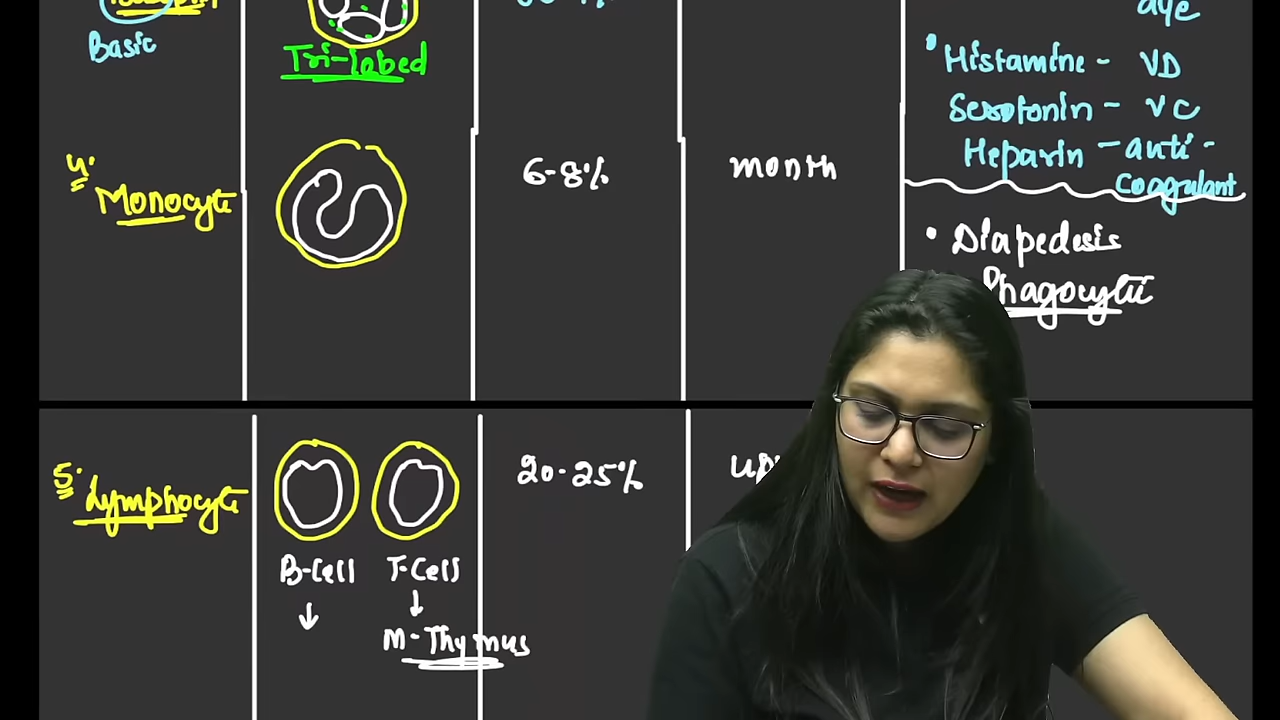 Basic
Tri-lobed
dye
• Histamine - VD
Serotonin - VC
Heparin - anti-
Coagulant
4. Monocyte
6-8%
month
• Diapedesis
Phagocytic
5. Lymphocyte
20-25%
B-Cell T-Cell
↓ ↓
M-Thymus